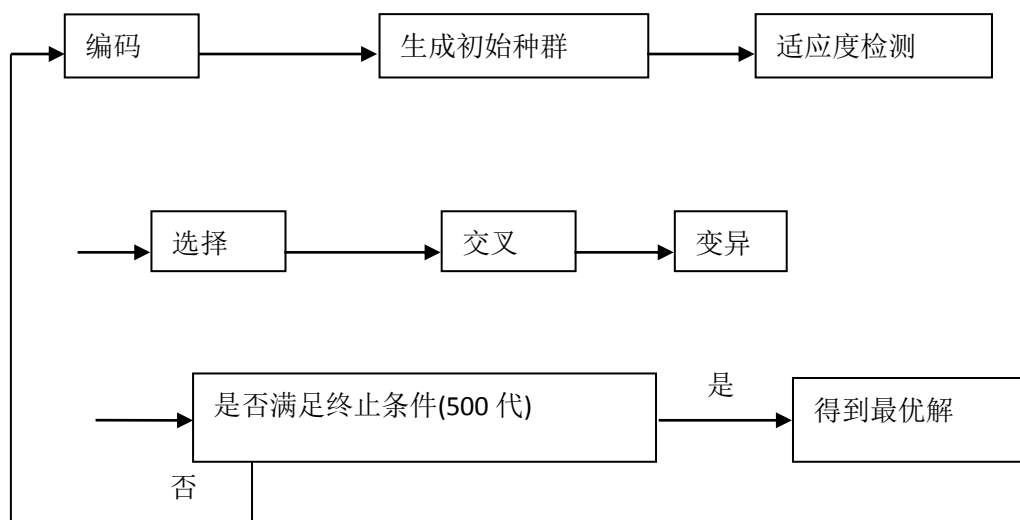 编码
生成初始种群
适应度检测
选择
交叉
变异
是否满足终止条件(500 代)
是
得到最优解
否